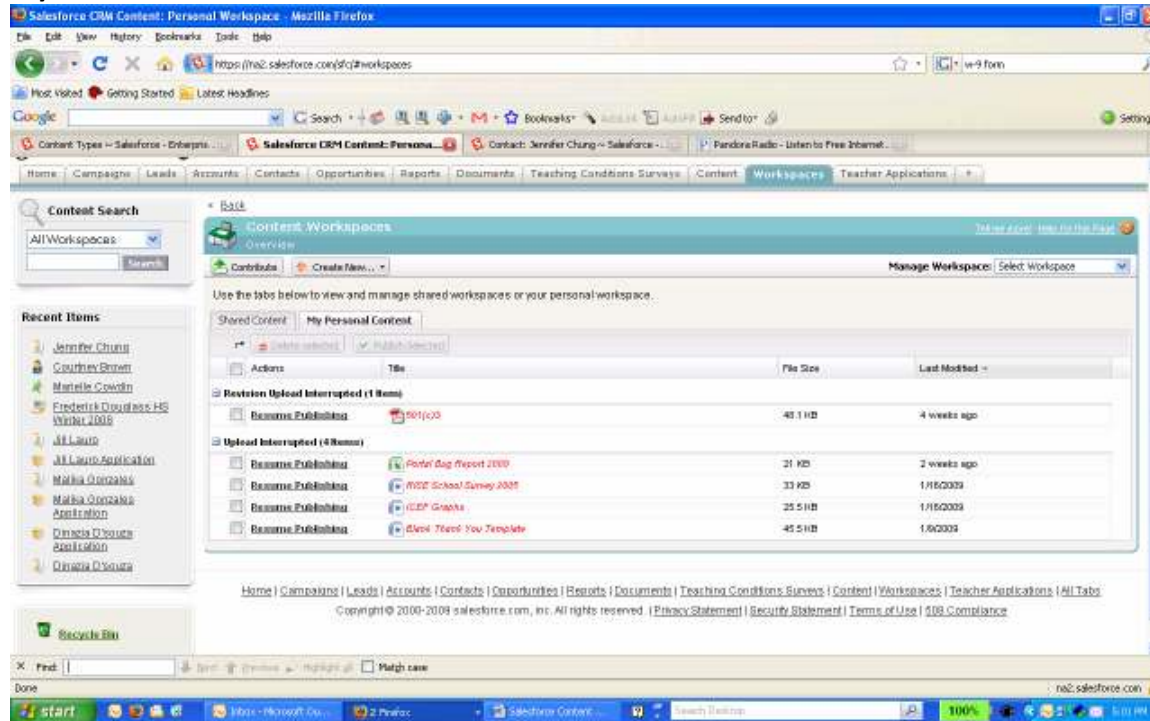 Salesforce CRM Content: Personal Workspace - Mozilla Firefox
File Edit View History Bookmarks Tools Help
https://na2.salesforce.com/sfc/#workspaces
w-9 form
Most Visited Getting Started Latest Headlines
Google Search Bookmarks Send to
Content Types ~ Salesforce - Enterpris... Salesforce CRM Content: Persona... Contact: Jennifer Chung ~ Salesforce - ... Pandora Radio - Listen to Free Internet...
Home Campaigns Leads Accounts Contacts Opportunities Reports Documents Teaching Conditions Surveys Content Workspaces Teacher Applications
Content Search
All Workspaces
Search
Recent Items
Jennifer Chung
Courtney Brown
Marielle Cowdin
Frederick Douglass HS
Winter 2008
Jill Lauro
Jill Lauro Application
Malika Gonzales
Malika Gonzales
Application
Application
Recycle Bin
« Back
Content Workspaces
Overview
Help for this Page
Contribute Create New...
Manage Workspace: Select Workspace
Use the tabs below to view and manage shared workspaces or your personal workspace.
Shared Content My Personal Content
Delete Selected Publish Selected
Actions Title File Size Last Modified
Revision Upload Interrupted (1 Items)
Resume Publishing 501(c)3 48.1 KB 4 weeks ago
Upload Interrupted (4 Items)
Resume Publishing Portal Bug Report 2009 21 KB 2 weeks ago
Resume Publishing RISE School Survey 2005 33 KB 1/16/2009
Resume Publishing Graphs 25.5 KB 1/16/2009
Resume Publishing Blank Thank You Template 45.5 KB 1/9/2009
Home | Campaigns | Leads | Accounts | Contacts | Opportunities | Reports | Documents | Teaching Conditions Surveys | Content | Workspaces | Teacher Applications | All Tabs
Copyright © 2000-2009 salesforce.com, inc. All rights reserved. | Privacy Statement | Security Statement | Terms of Use | 508 Compliance
Find: Next Previous Highlight all Match case
Done
na2.salesforce.com
start Inbox - Microsoft Ou... 2 Firefox Salesforce Content ... Search Desktop 100%